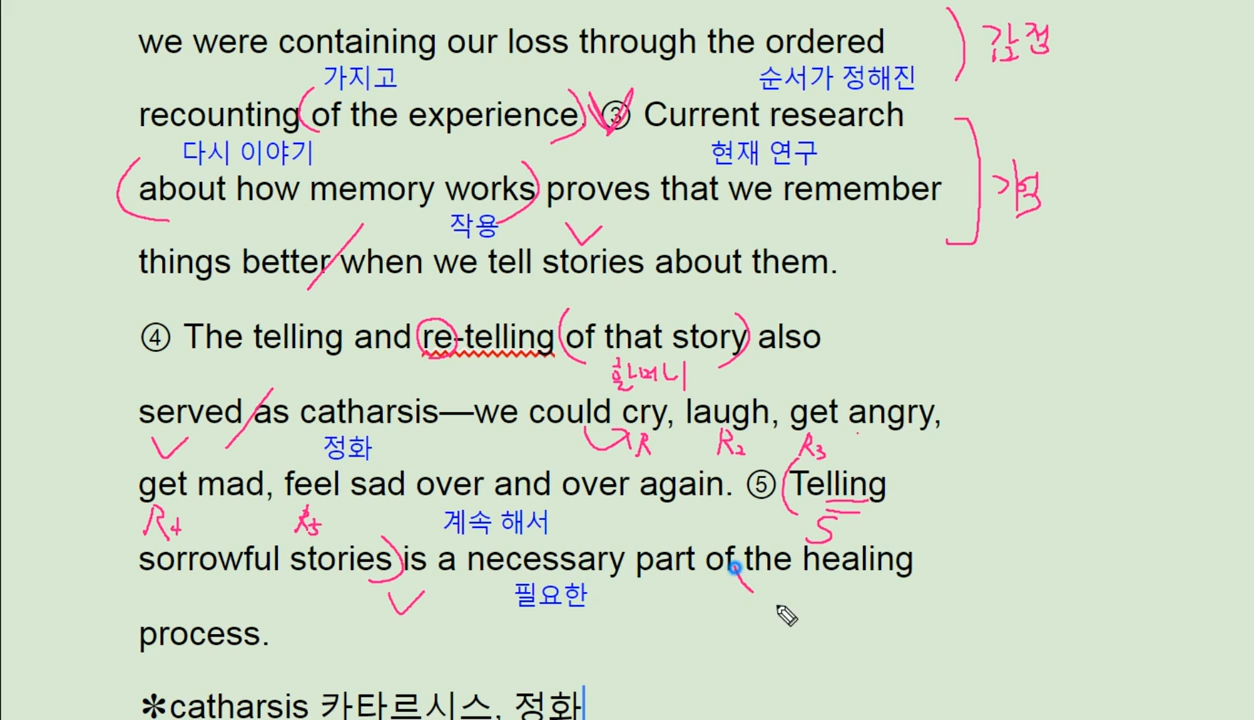 we were containing our loss through the ordered
감정
가지고 순서가 정해진
recounting of the experience. ③ Current research
다시 이야기 현재 연구
about how memory works proves that we remember
기억
작용
things better when we tell stories about them.
④ The telling and re-telling of that story also
할머니
served as catharsis—we could cry, laugh, get angry,
정화 R R2 R3
get mad, feel sad over and over again. ⑤ Telling
R4 R5 계속 해서 S
sorrowful stories is a necessary part of the healing
필요한
process.
*catharsis 카타르시스, 정화